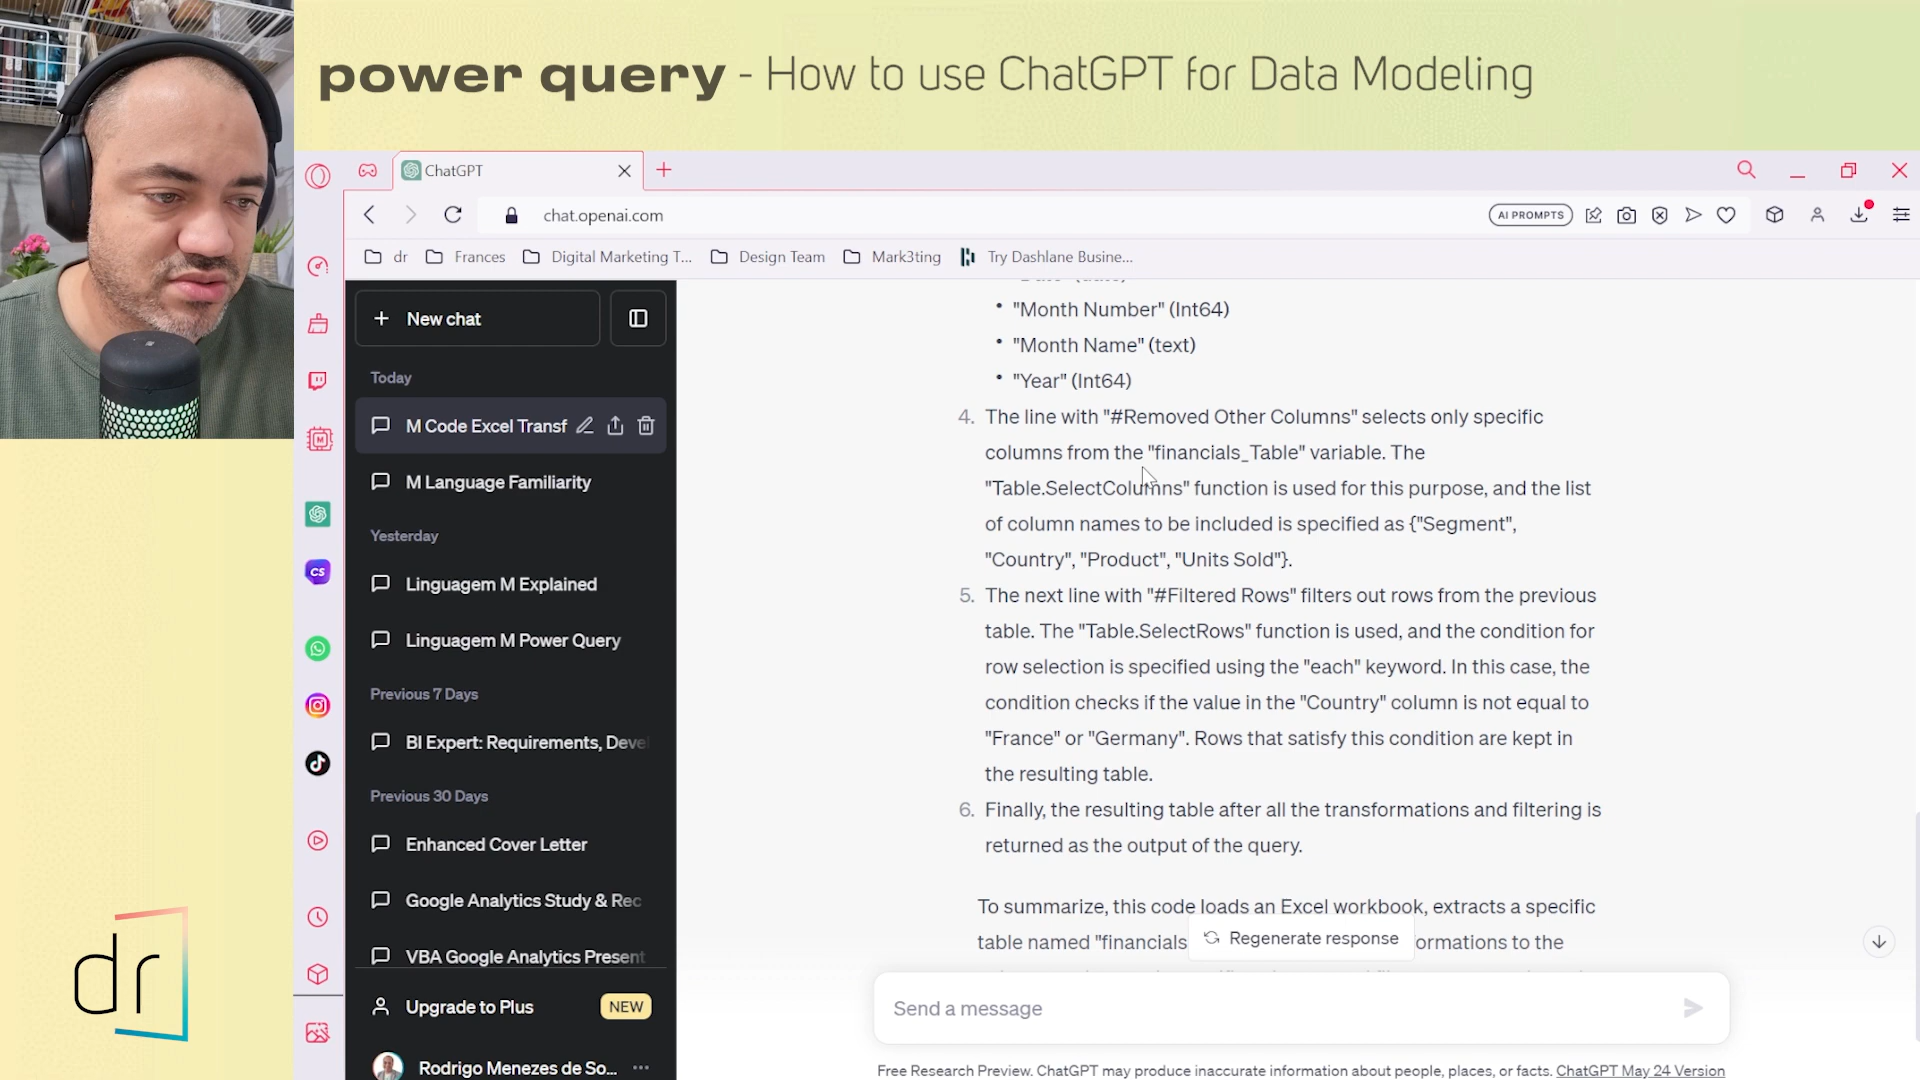 power query - How to use ChatGPT for Data Modeling
ChatGPT
chat.openai.com
AI PROMPTS
dr
Frances
Digital Marketing T...
Design Team
Mark3ting
Try Dashlane Busine...
New chat
Today
M Code Excel Transf
M Language Familiarity
Yesterday
Linguagem M Explained
Linguagem M Power Query
Previous 7 Days
BI Expert: Requirements, Deve
Previous 30 Days
Enhanced Cover Letter
Google Analytics Study & Rec
VBA Google Analytics Present
Upgrade to Plus
NEW
Rodrigo Menezes de So...
• "Month Number" (Int64)
• "Month Name" (text)
• "Year" (Int64)
4. The line with "#Removed Other Columns" selects only specific
columns from the "financials_Table" variable. The
"Table.SelectColumns" function is used for this purpose, and the list
of column names to be included is specified as {"Segment",
"Country", "Product", "Units Sold"}.
5. The next line with "#Filtered Rows" filters out rows from the previous
table. The "Table.SelectRows" function is used, and the condition for
row selection is specified using the "each" keyword. In this case, the
condition checks if the value in the "Country" column is not equal to
"France" or "Germany". Rows that satisfy this condition are kept in
the resulting table.
6. Finally, the resulting table after all the transformations and filtering is
returned as the output of the query.
To summarize, this code loads an Excel workbook, extracts a specific
table named "financials
ormations to the
Regenerate response
Send a message
Free Research Preview. ChatGPT may produce inaccurate information about people, places, or facts. ChatGPT May 24 Version
CS
M
dr